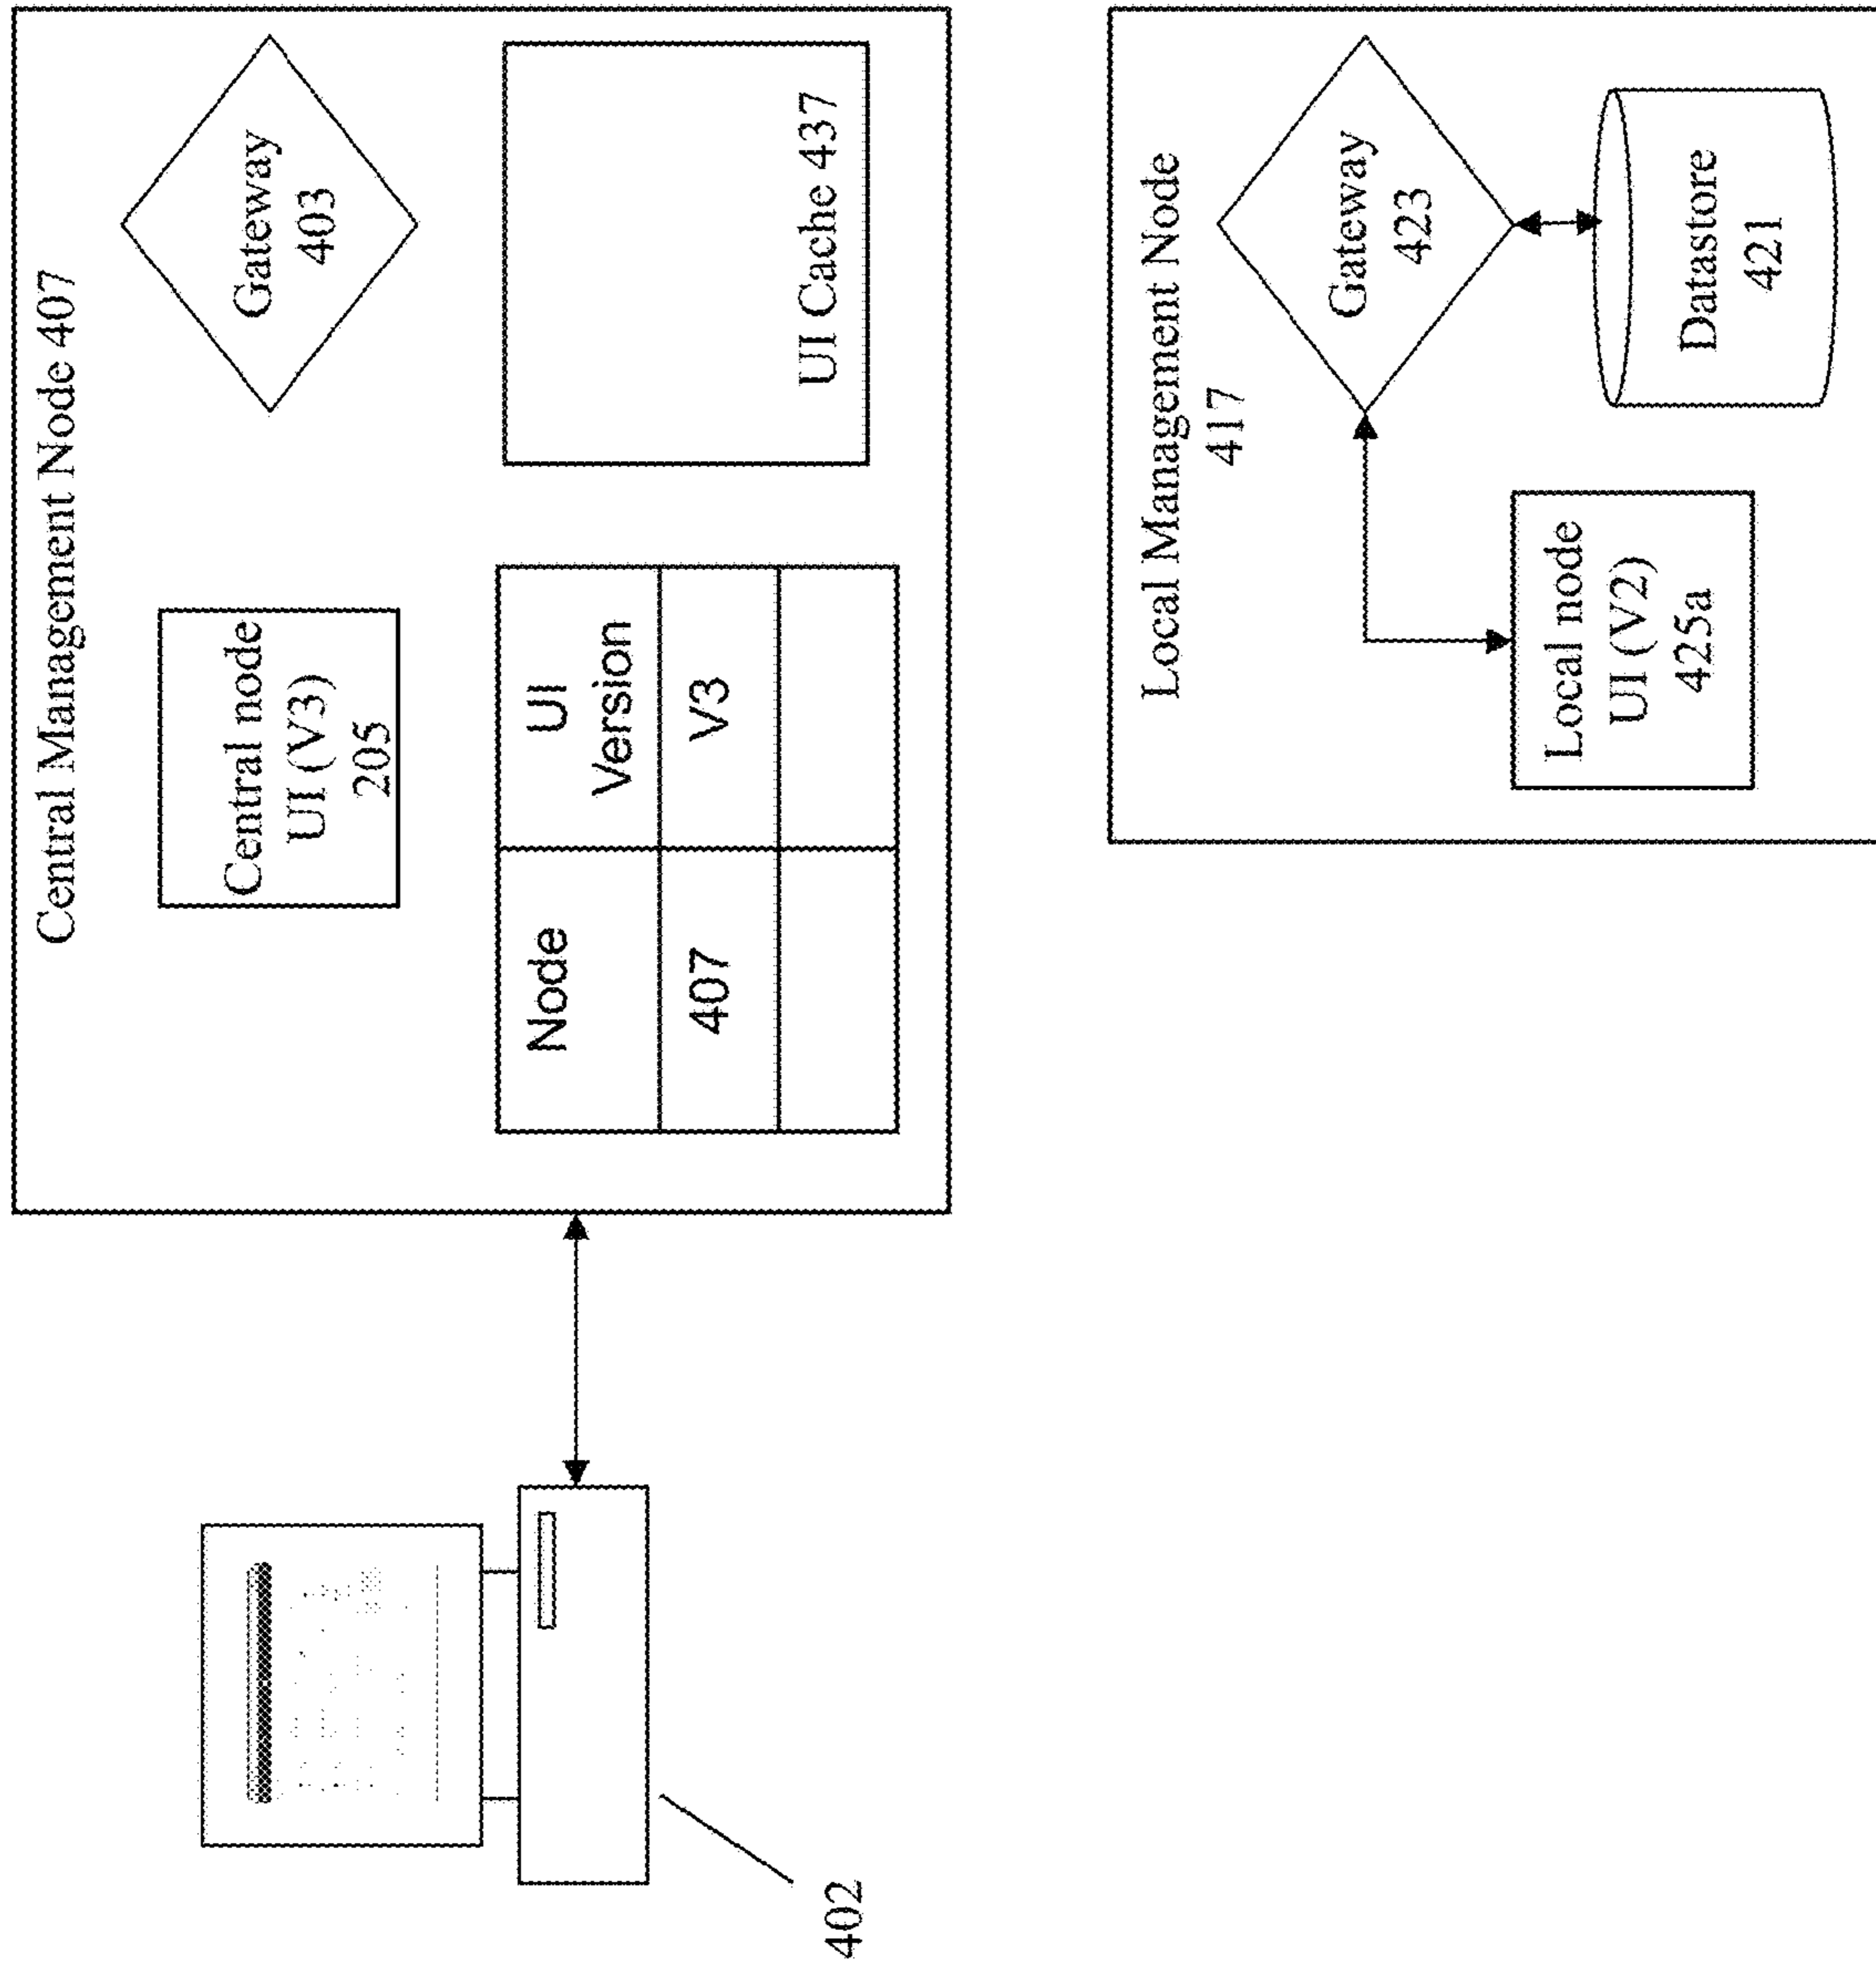 Central Management Node 407
Central node
UI (V3)
205
Gateway
403
Node
UI
Version
407
V3
UI Cache 437
402
Local Management Node
417
Gateway
423
Local node
UI (V2)
425a
Datastore
421